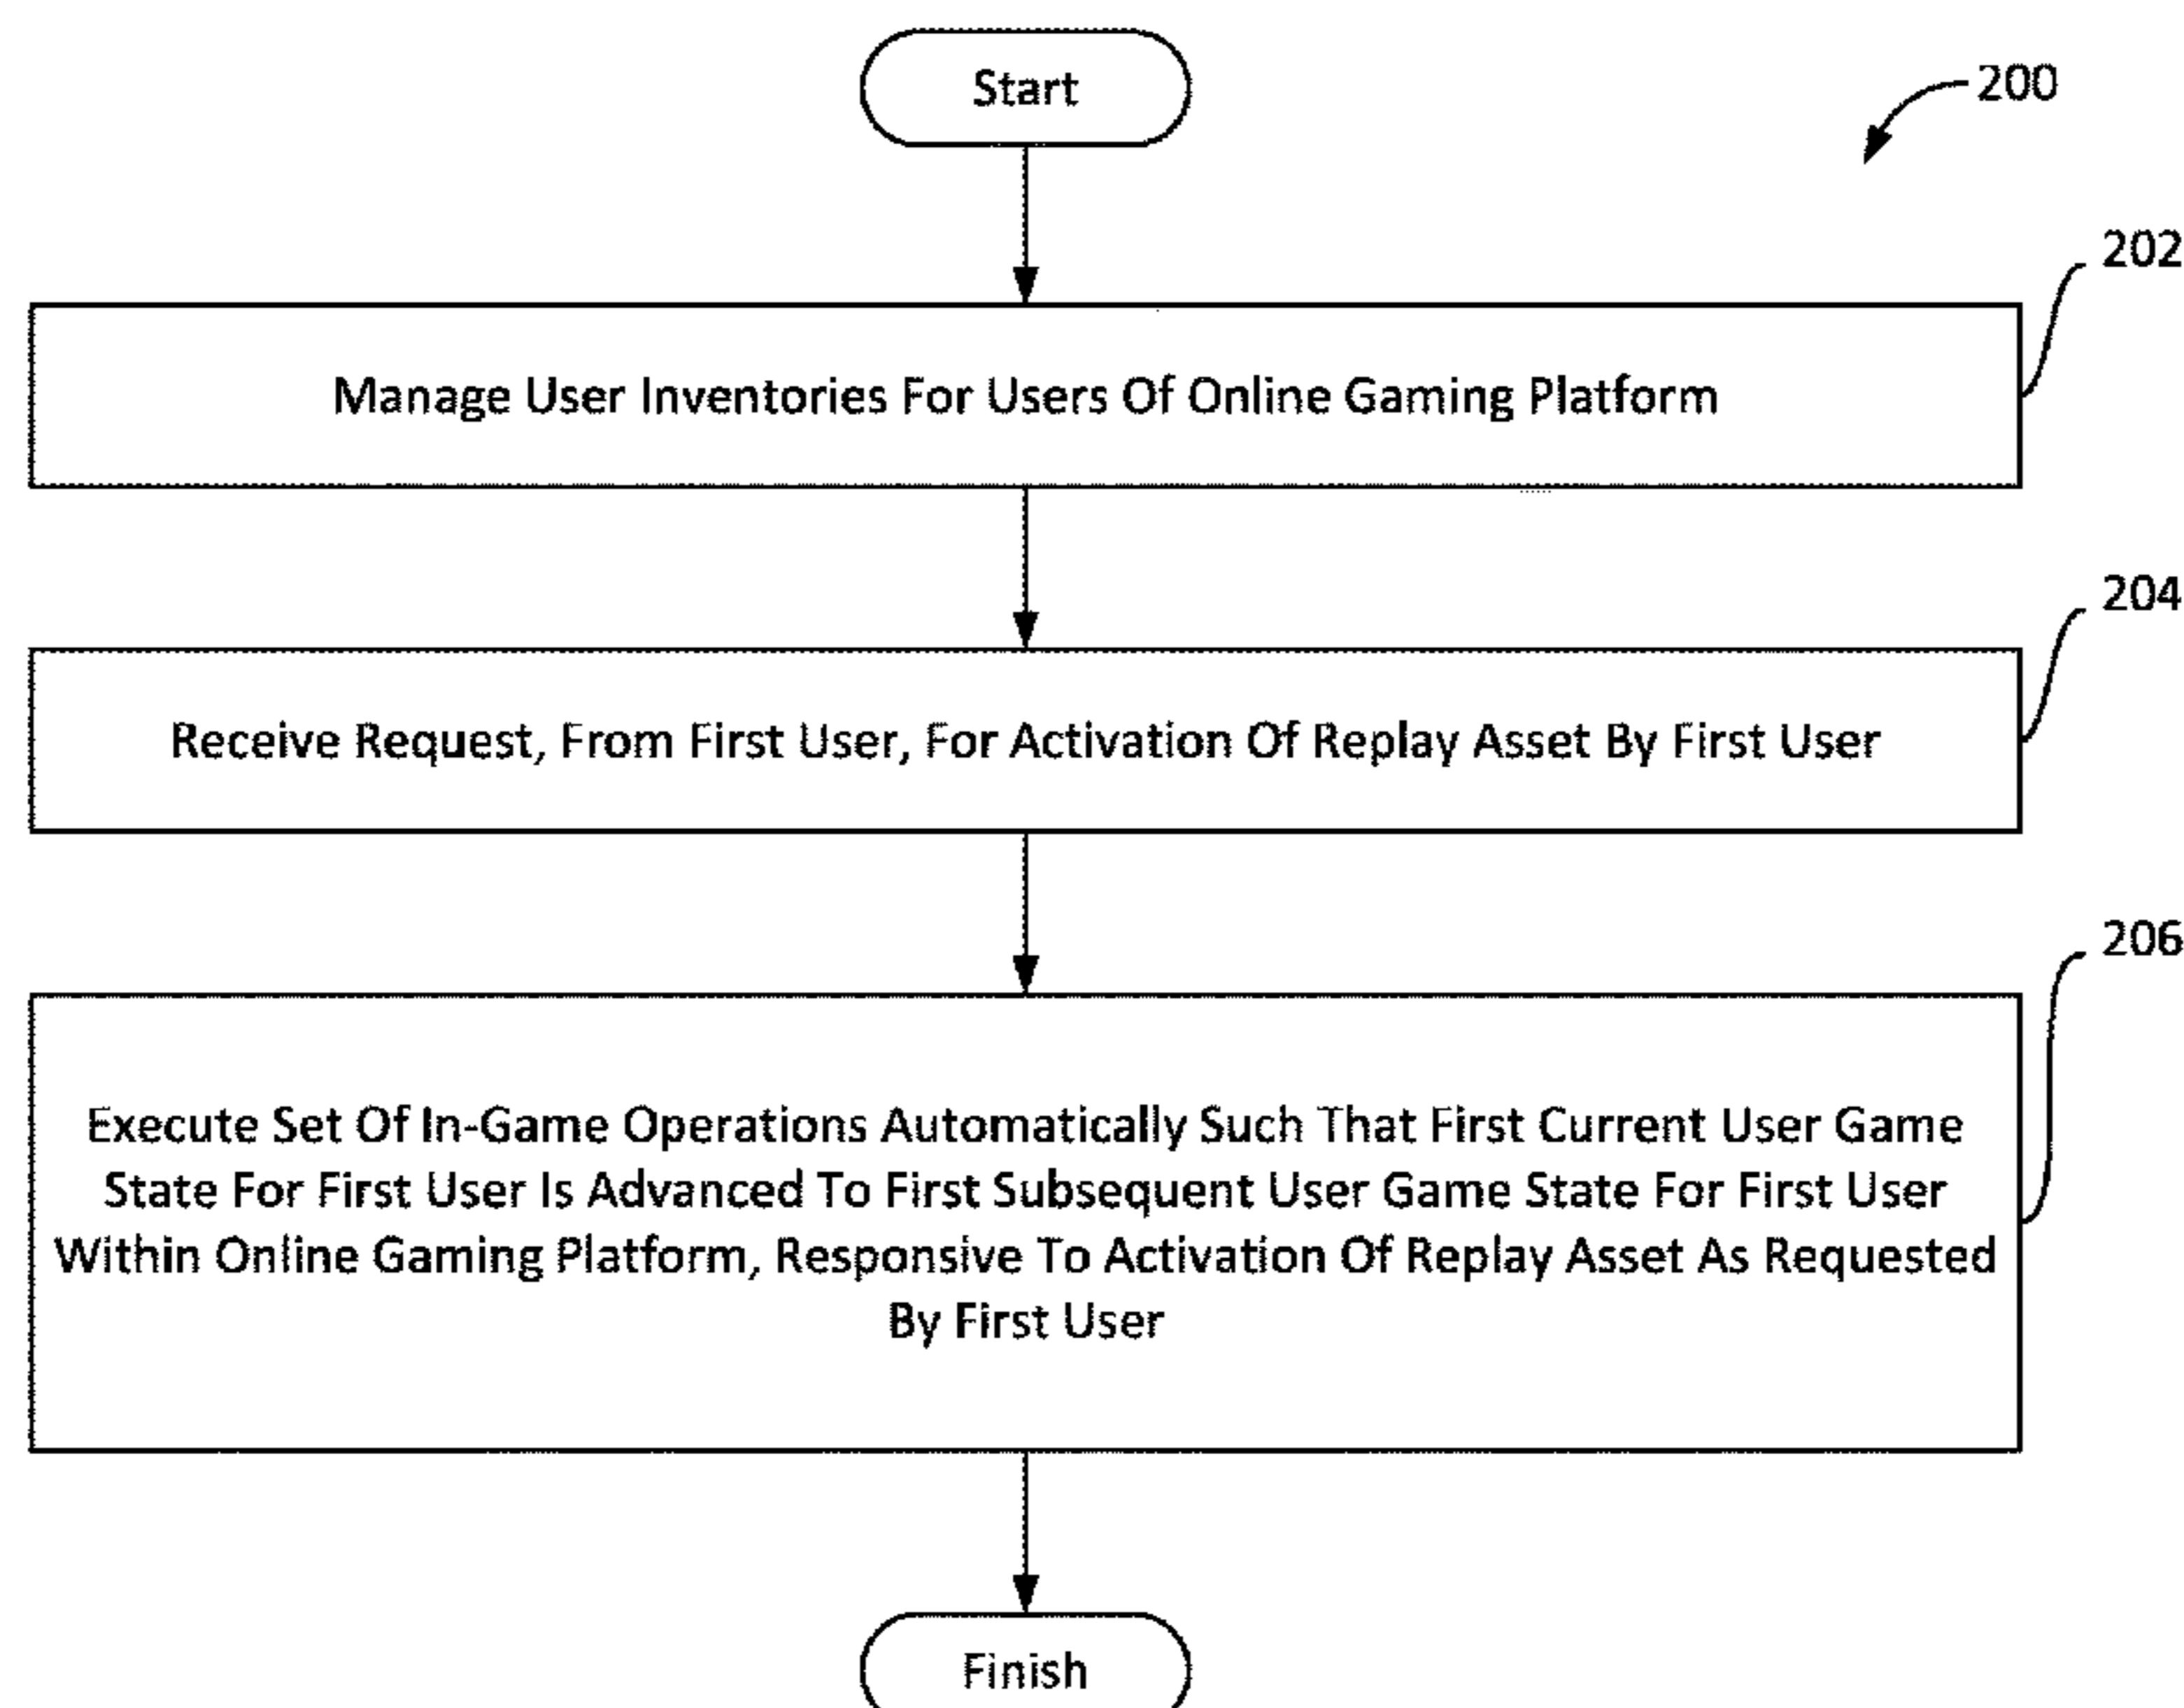 Start
200
202
Manage User Inventories For Users Of Online Gaming Platform
204
Receive Request, From First User, For Activation Of Replay Asset By First User
206
Execute Set Of In-Game Operations Automatically Such That First Current User Game
State For First User Is Advanced To First Subsequent User Game State For First User
Within Online Gaming Platform, Responsive To Activation Of Replay Asset As Requested
By First User
Finish